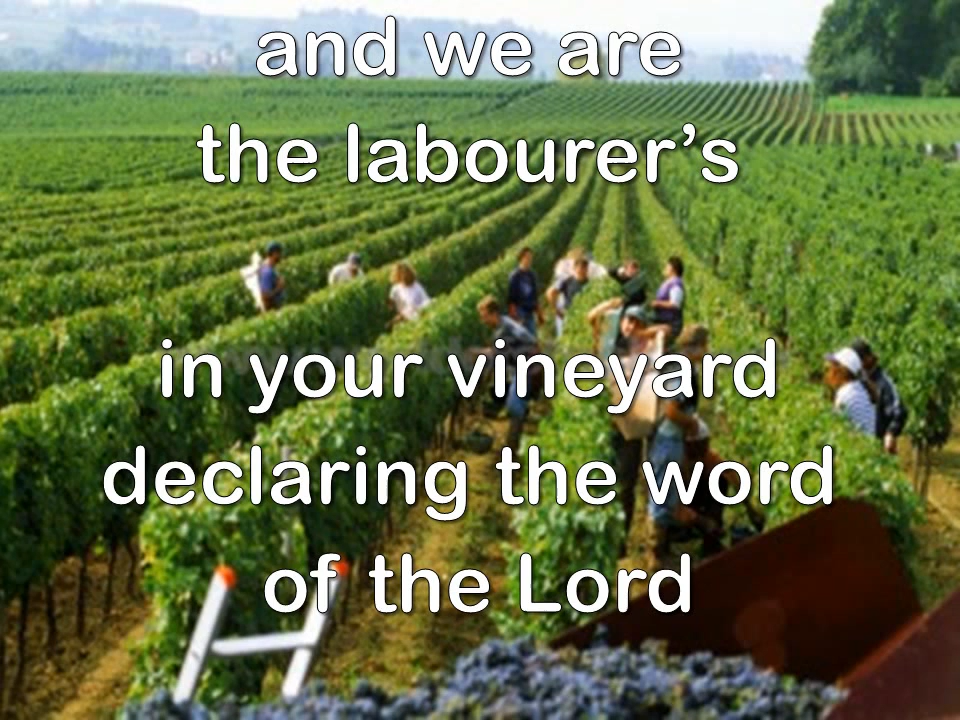 and we are
the labourer’s
in your vineyard
declaring the word
of the Lord